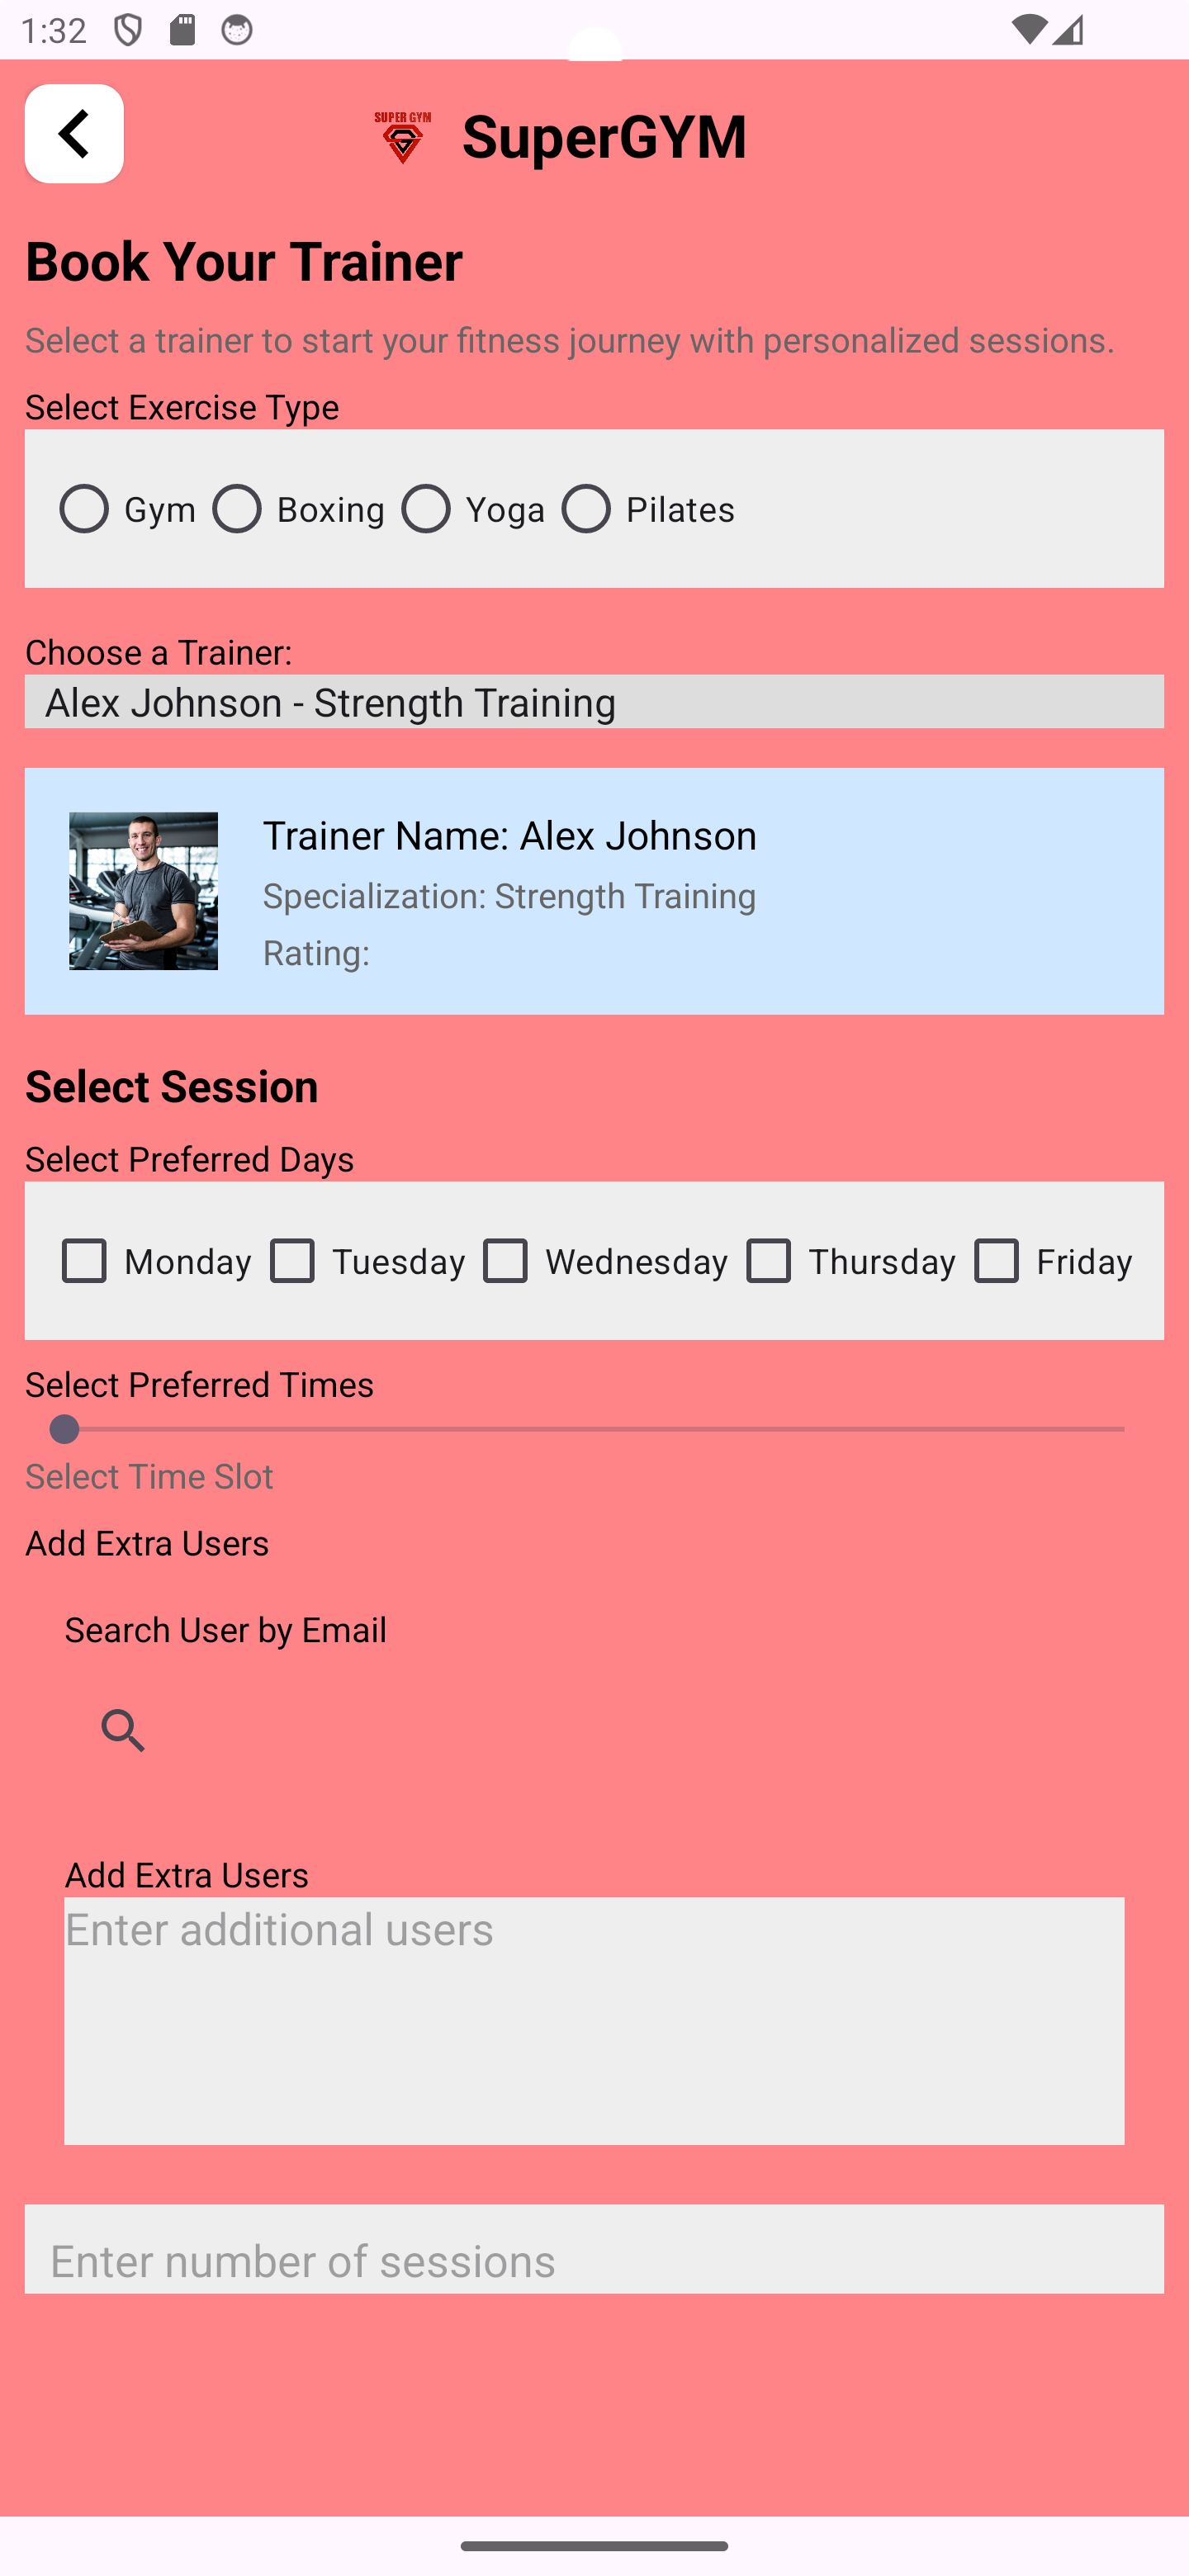 1:32
SUPER GYM
SuperGYM
Book Your Trainer
Select a trainer to start your fitness journey with personalized sessions.
Select Exercise Type
Gym Boxing Yoga Pilates
Choose a Trainer:
Alex Johnson - Strength Training
Trainer Name: Alex Johnson
Specialization: Strength Training
Rating:
Select Session
Select Preferred Days
Monday Tuesday Wednesday Thursday Friday
Select Preferred Times
Select Time Slot
Add Extra Users
Search User by Email
Add Extra Users
Enter additional users
Enter number of sessions